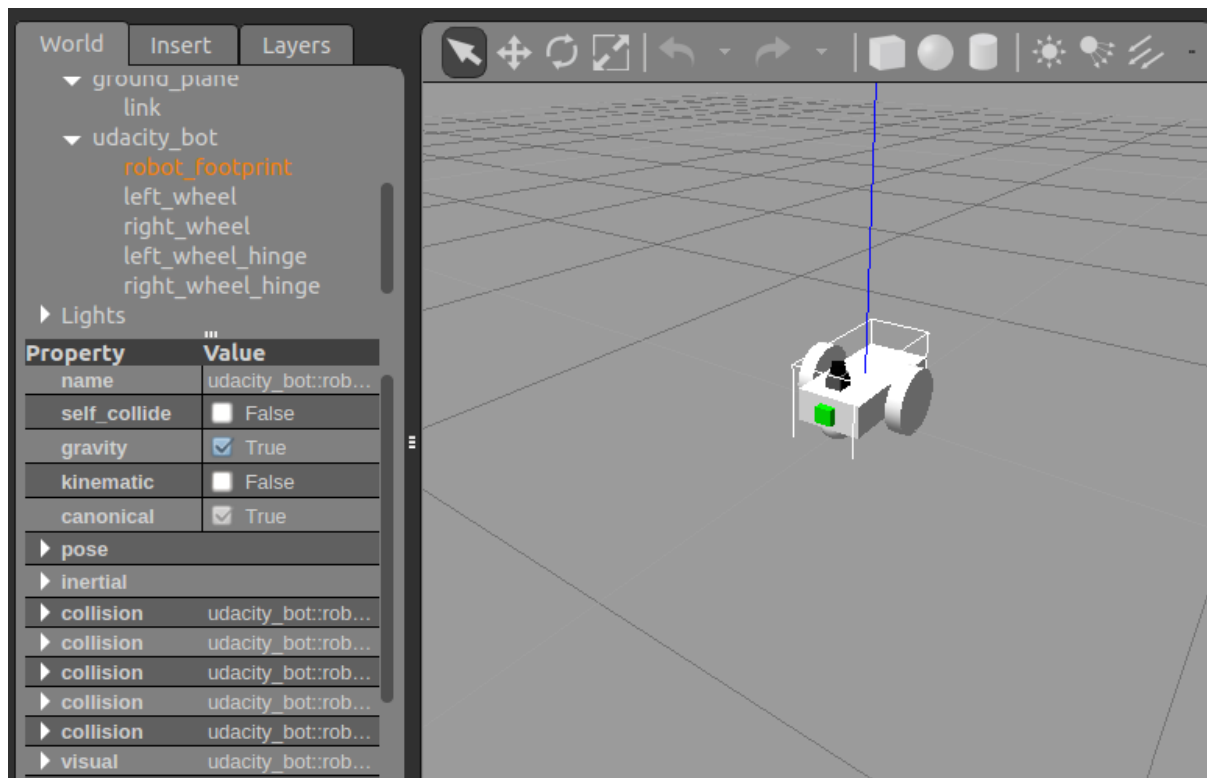 World Insert Layers
ground_plane
link
udacity_bot
robot_footprint
left_wheel
right_wheel
left_wheel_hinge
right_wheel_hinge
Lights
Property Value
name udacity_bot::rob...
self_collide False
gravity True
kinematic False
canonical True
pose
inertial
collision udacity_bot::rob...
collision udacity_bot::rob...
collision udacity_bot::rob...
collision udacity_bot::rob...
collision udacity_bot::rob...
visual udacity_bot::rob...